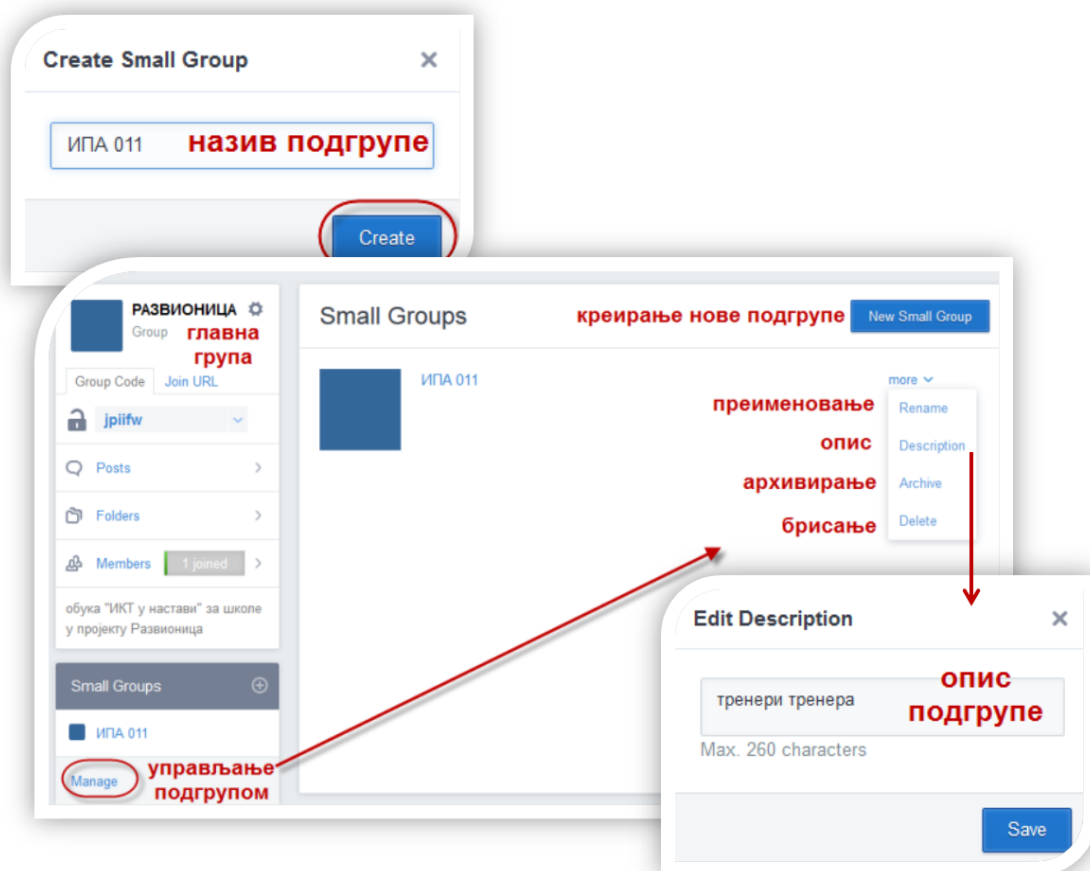 Create Small Group
ИПА 011 назив подгрупе
Create
РАЗВИОНИЦА
Group главна
група
Group Code Join URL
jpiifw
Posts
Folders
Members 1 joined
обука "ИКТ у настави" за школе
у пројекту Развионица
Small Groups
ИПА 011
Manage
управљање
подгрупом
Small Groups креирање нове подгрупе New Small Group
ИПА 011
more
преименовање Rename
опис Description
архивирање Archive
брисање Delete
Edit Description
тренери тренера
опис
подгрупе
Max. 260 characters
Save